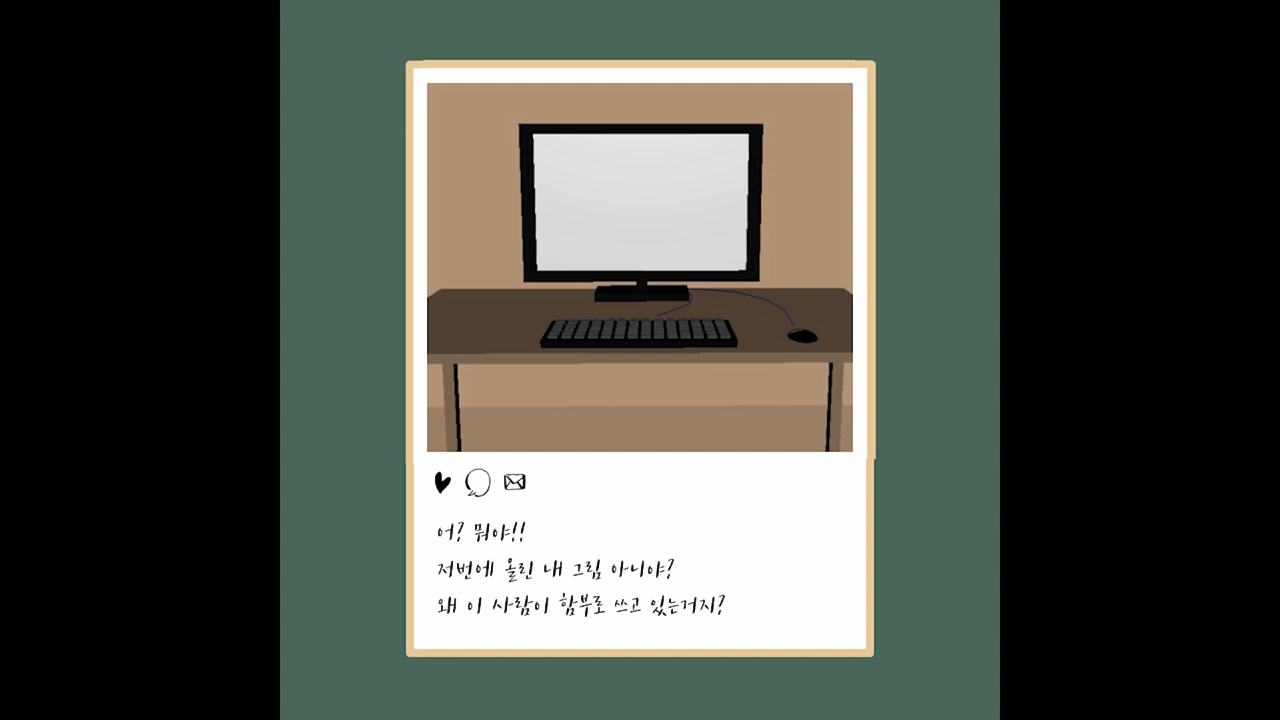 어? 뭐야!!
저번에 올린 내 그림 아니야?
왜 이 사람이 함부로 쓰고 있는거지?